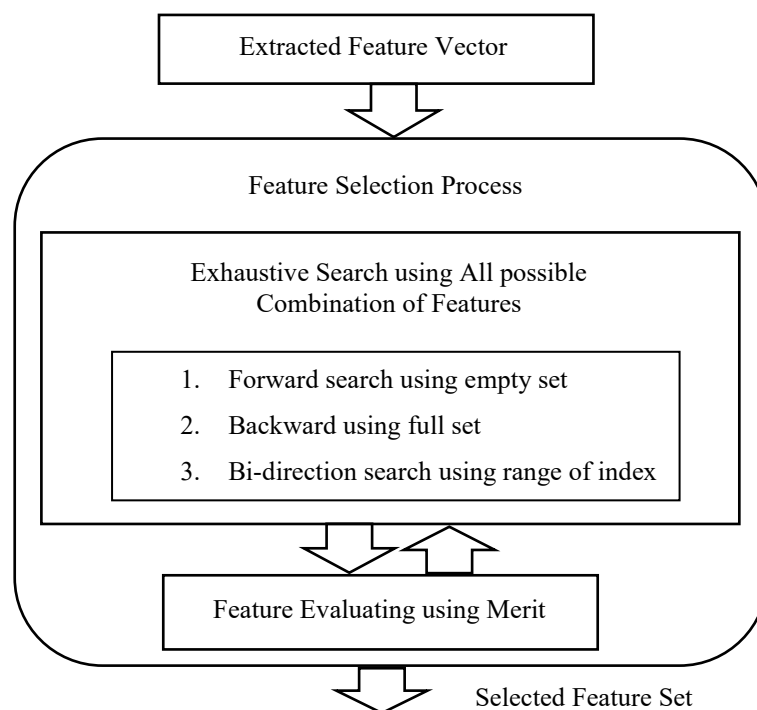 Extracted Feature Vector
Feature Selection Process
Exhaustive Search using All possible
Combination of Features
1. Forward search using empty set
2. Backward using full set
3. Bi-direction search using range of index
Feature Evaluating using Merit
Selected Feature Set